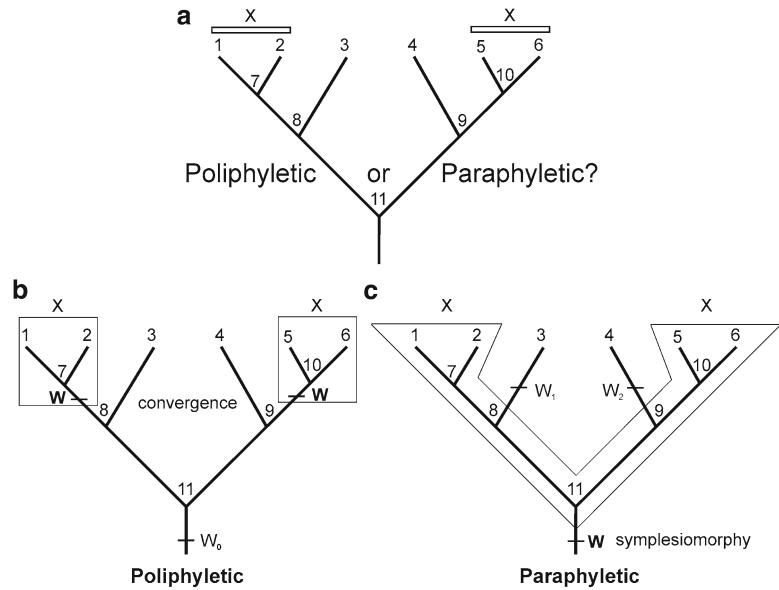 a
X X
1 2 3 4 5 6
7 10
8 9
Poliphyletic or Paraphyletic?
11
b
X X
1 2 3 4 5 6
7 10
W convergence W
8 9
11
W0
Poliphyletic
c
X X
1 2 3 4 5 6
7 10
W1 W2
8 9
11
W symplesiomorphy
Paraphyletic